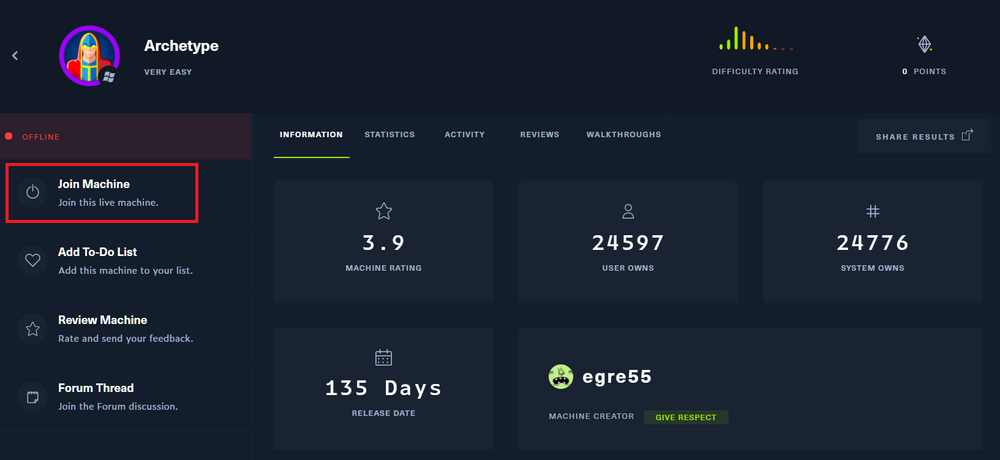 Archetype
VERY EASY
DIFFICULTY RATING
0 POINTS
OFFLINE
INFORMATION STATISTICS ACTIVITY REVIEWS WALKTHROUGHS SHARE RESULTS
Join Machine
Join this live machine.
Add To-Do List
Add this machine to your list.
Review Machine
Rate and send your feedback.
Forum Thread
Join the Forum discussion.
3.9
MACHINE RATING
24597
USER OWNS
24776
SYSTEM OWNS
135 Days
RELEASE DATE
egre55
MACHINE CREATOR GIVE RESPECT